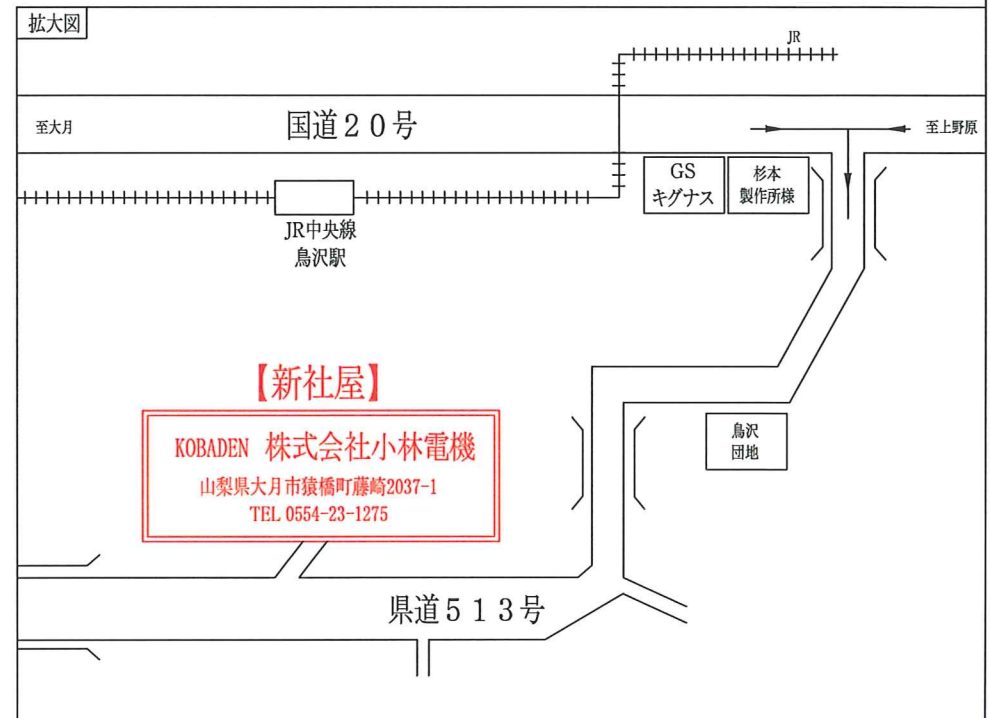 拡大図
JR
至大月
国道２０号
至上野原
GS
キグナス
杉本
製作所様
JR中央線
鳥沢駅
【新社屋】
KOBADEN 株式会社小林電機
山梨県大月市猿橋町藤崎2037-1
TEL 0554-23-1275
鳥沢
団地
県道５１３号